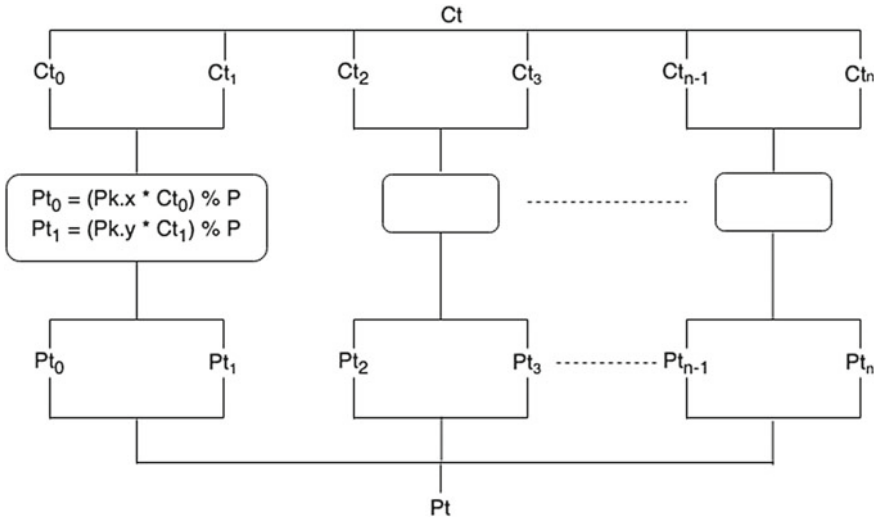 Ct
Ct₀ Ct₁ Ct₂ Ct₃ Ctₙ₋₁ Ctₙ
Pt₀ = (Pk.x * Ct₀) % P
Pt₁ = (Pk.y * Ct₁) % P
Pt₀ Pt₁ Pt₂ Pt₃ Ptₙ₋₁ Ptₙ
Pt